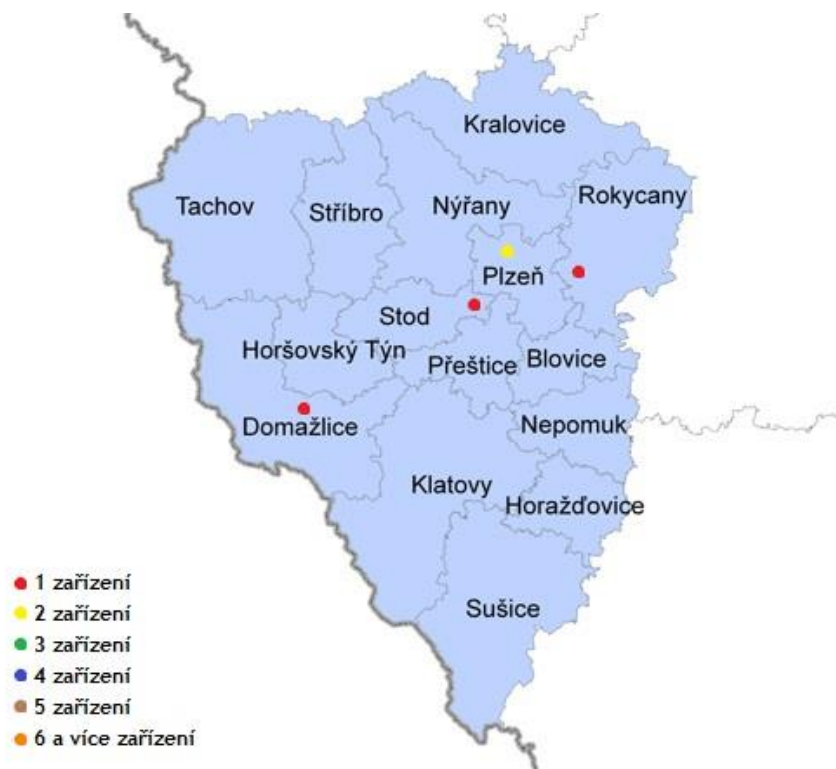 Kralovice
Rokycany
Tachov
Stříbro
Nýřany
Plzeň
Stod
Horšovský Týn
Přeštice
Blovice
Domažlice
Nepomuk
Klatovy
Horažďovice
Sušice
1 zařízení
2 zařízení
3 zařízení
4 zařízení
5 zařízení
6 a více zařízení